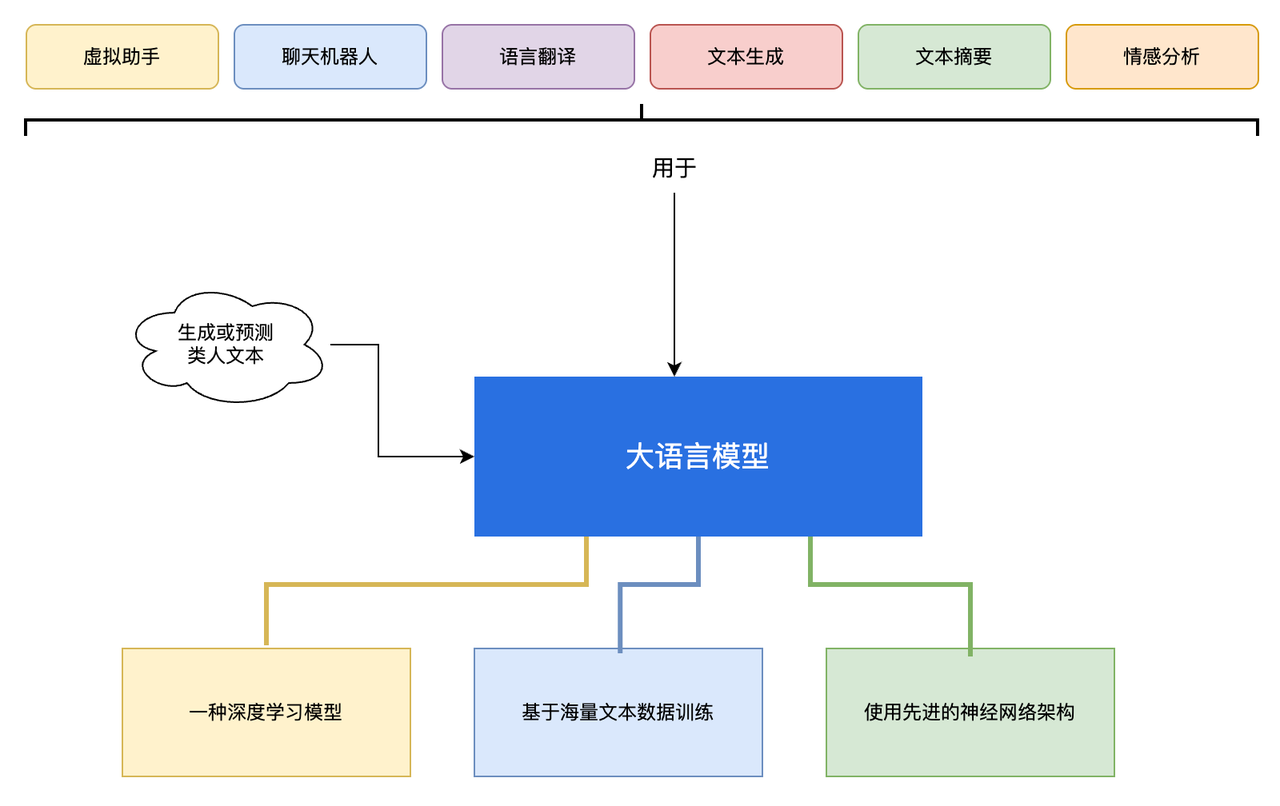 虚拟助手
聊天机器人
语言翻译
文本生成
文本摘要
情感分析
用于
生成或预测
类人文本
大语言模型
一种深度学习模型
基于海量文本数据训练
使用先进的神经网络架构